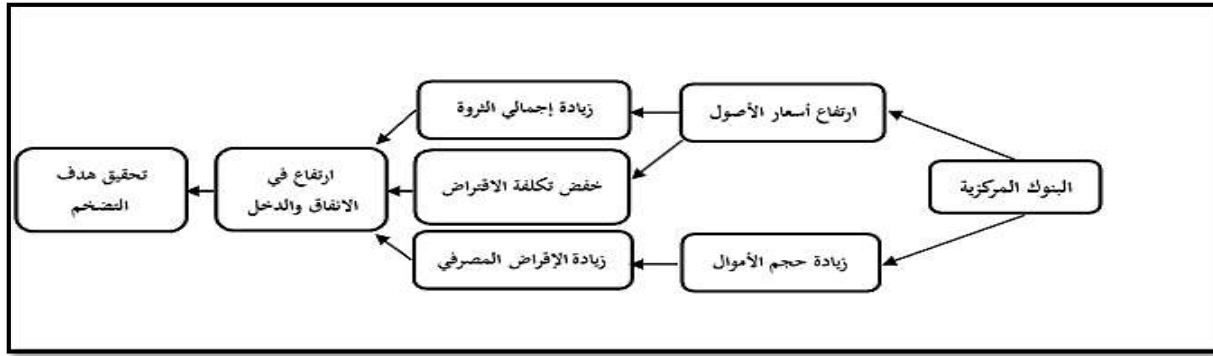 البنوك المركزية
ارتفاع أسعار الأصول
زيادة حجم الأموال
زيادة إجمالي الثروة
خفض تكلفة الاقتراض
زيادة الإقراض المصرفي
ارتفاع في
الانفاق والدخل
تحقيق هدف
التضخم